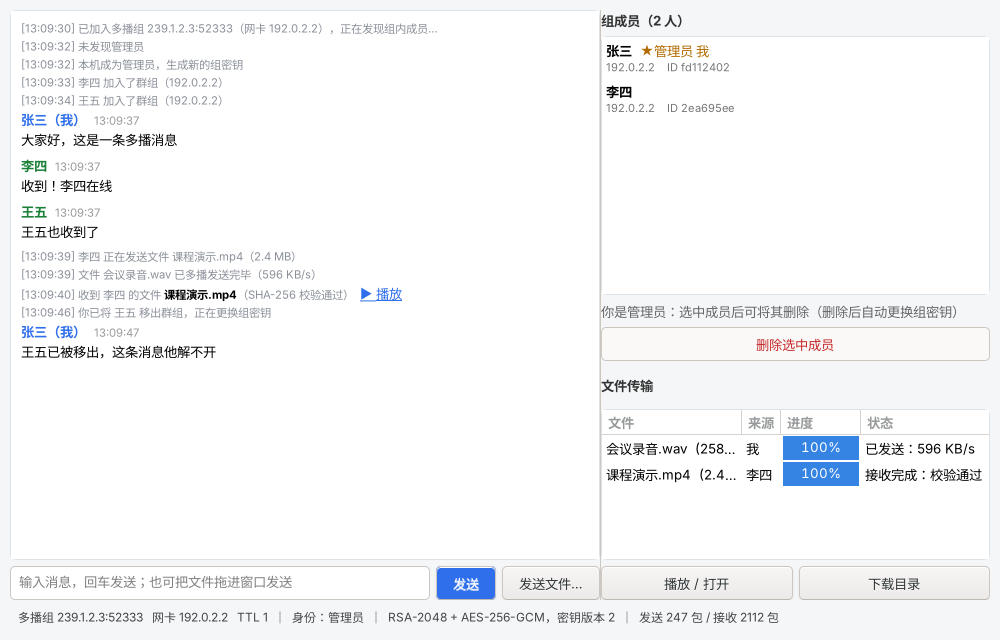 [13:09:30] 已加入多播组 239.1.2.3:52333（网卡 192.0.2.2），正在发现组内成员...
[13:09:32] 未发现管理员
[13:09:32] 本机成为管理员，生成新的组密钥
[13:09:33] 李四 加入了群组（192.0.2.2）
[13:09:34] 王五 加入了群组（192.0.2.2）
张三（我） 13:09:37
大家好，这是一条多播消息
李四 13:09:37
收到！李四在线
王五 13:09:37
王五也收到了
[13:09:39] 李四 正在发送文件 课程演示.mp4（2.4 MB）
[13:09:39] 文件 会议录音.wav 已多播发送完毕（596 KB/s）
[13:09:40] 收到 李四 的文件 课程演示.mp4（SHA-256 校验通过） ▶ 播放
[13:09:46] 你已将 王五 移出群组，正在更换组密钥
张三（我） 13:09:47
王五已被移出，这条消息他解不开
输入消息，回车发送；也可把文件拖进窗口发送 发送 发送文件...
组成员（2 人）
张三 ★管理员 我
192.0.2.2 ID fd112402
李四
192.0.2.2 ID 2ea695ee
你是管理员：选中成员后可将其删除（删除后自动更换组密钥）
删除选中成员
文件传输
文件 来源 进度 状态
会议录音.wav（258... 我 100% 已发送：596 KB/s
课程演示.mp4（2.4... 李四 100% 接收完成：校验通过
播放 / 打开 下载目录
多播组 239.1.2.3:52333 网卡 192.0.2.2 TTL 1 | 身份：管理员 | RSA-2048 + AES-256-GCM，密钥版本 2 | 发送 247 包 / 接收 2112 包